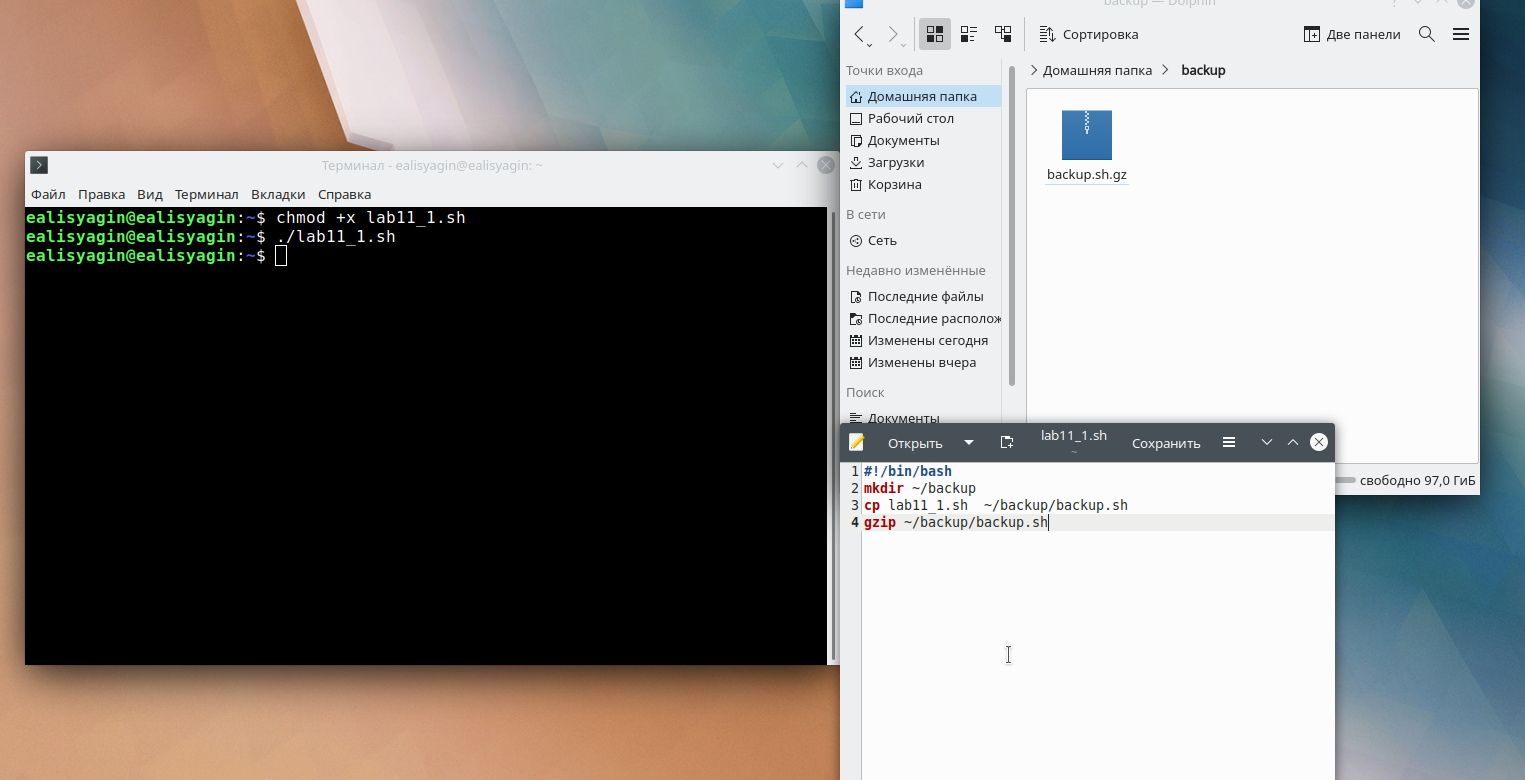 Терминал - ealisyagin@ealisyagin: ~
Файл Правка Вид Терминал Вкладки Справка
ealisyagin@ealisyagin:~$ chmod +x lab11_1.sh
ealisyagin@ealisyagin:~$ ./lab11_1.sh
ealisyagin@ealisyagin:~$
backup — Dolphin
Сортировка
Две панели
Домашняя папка
backup
Точки входа
Домашняя папка
Рабочий стол
Документы
Загрузки
Корзина
В сети
Сеть
Недавно изменённые
Последние файлы
Последние располож
Изменены сегодня
Изменены вчера
Поиск
Документы
backup.sh.gz
свободно 97,0 ГиБ
Открыть
lab11_1.sh
~
Сохранить
1 #!/bin/bash
2 mkdir ~/backup
3 cp lab11_1.sh  ~/backup/backup.sh
4 gzip ~/backup/backup.sh